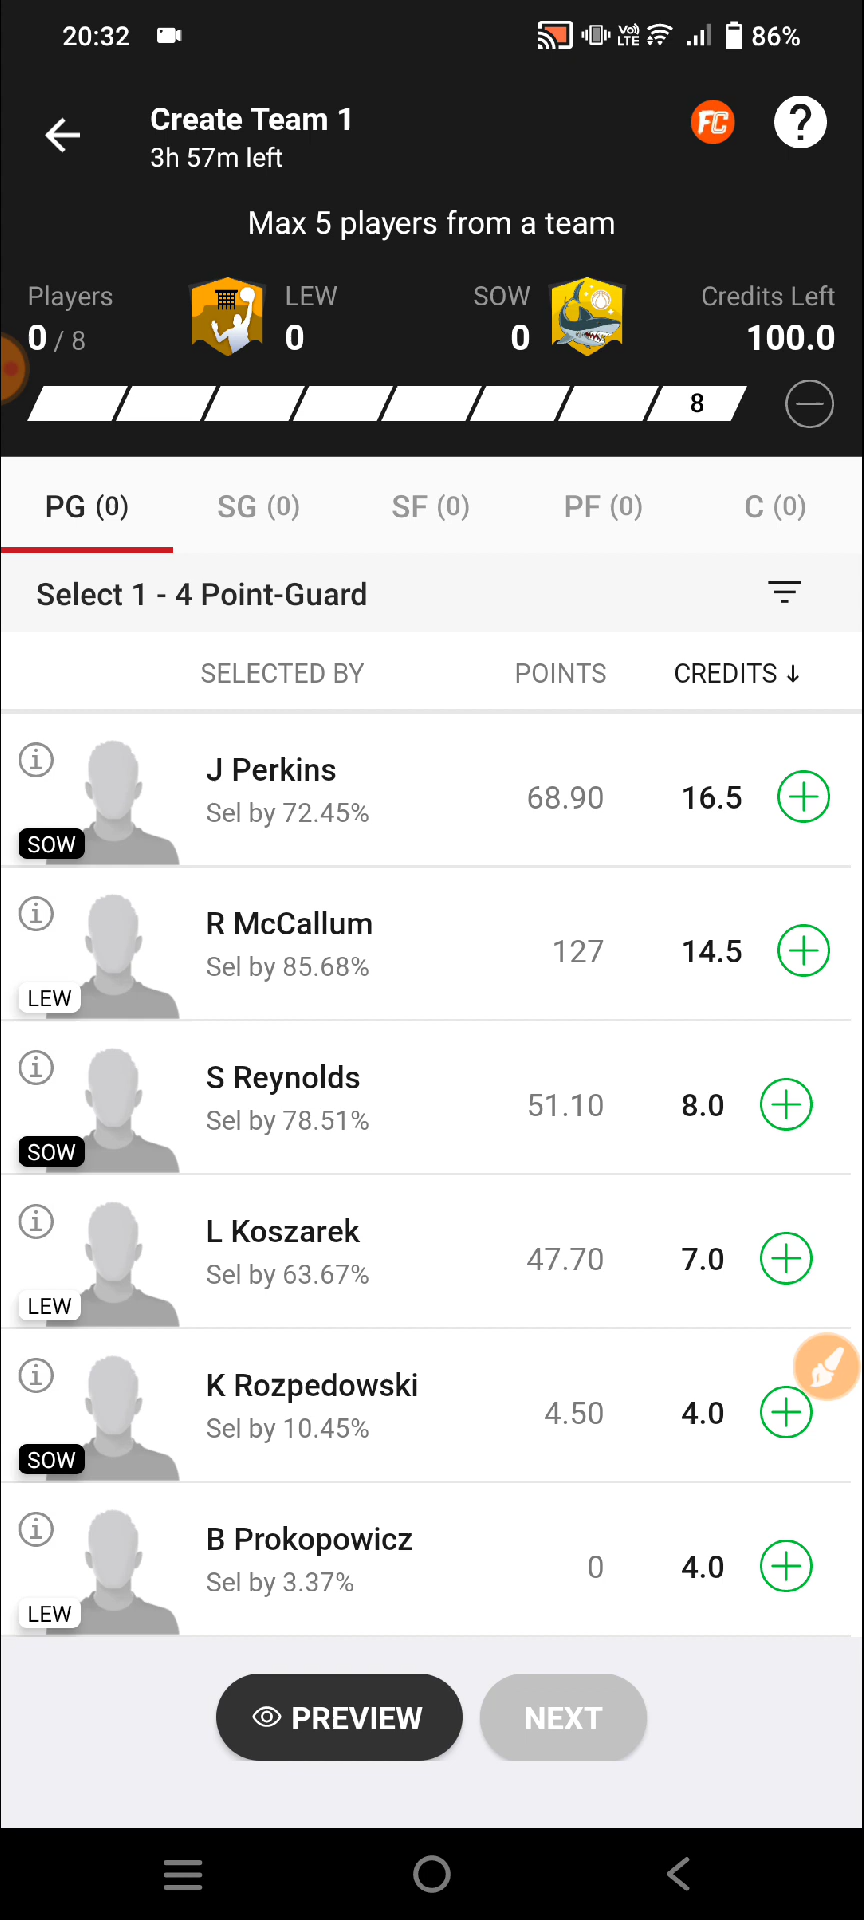 20:32
Vo)) LTE
86%
Create Team 1
FC
?
3h 57m left
Max 5 players from a team
Players
LEW
SOW
Credits Left
0 / 8
0
0
100.0
8
PG (0)
SG (0)
SF (0)
PF (0)
C (0)
Select 1 - 4 Point-Guard
SELECTED BY
POINTS
CREDITS ↓
i
J Perkins
Sel by 72.45%
68.90
16.5
SOW
i
R McCallum
Sel by 85.68%
127
14.5
LEW
i
S Reynolds
Sel by 78.51%
51.10
8.0
SOW
i
L Koszarek
Sel by 63.67%
47.70
7.0
LEW
i
K Rozpedowski
Sel by 10.45%
4.50
4.0
SOW
i
B Prokopowicz
Sel by 3.37%
0
4.0
LEW
PREVIEW
NEXT